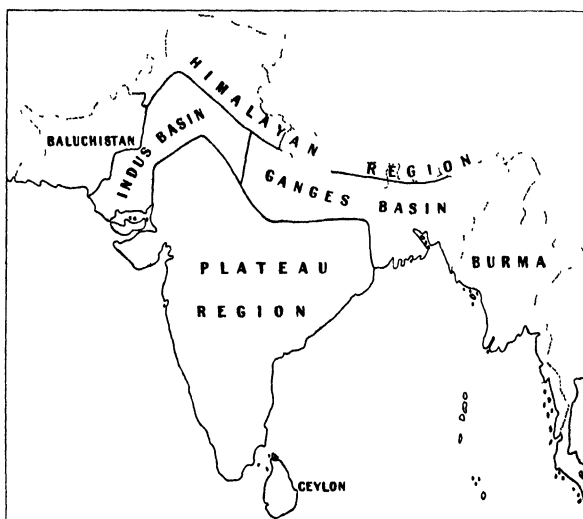 HIMALAYAN REGION
BALUCHISTAN
INDUS BASIN
GANGES BASIN
BURMA
PLATEAU
REGION
CEYLON